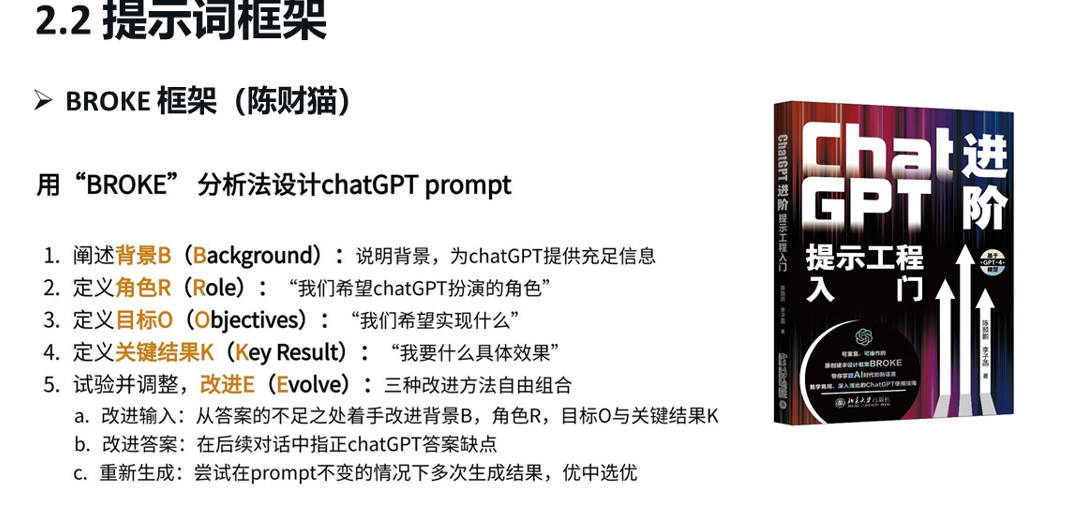 2.2 提示词框架
➢ BROKE 框架（陈财猫）
用“BROKE” 分析法设计chatGPT prompt
1. 阐述背景B（Background）：说明背景，为chatGPT提供充足信息
2. 定义角色R（Role）：“我们希望chatGPT扮演的角色”
3. 定义目标O（Objectives）：“我们希望实现什么”
4. 定义关键结果K（Key Result）：“我要什么具体效果”
5. 试验并调整，改进E（Evolve）：三种改进方法自由组合
a. 改进输入：从答案的不足之处着手改进背景B，角色R，目标O与关键结果K
b. 改进答案：在后续对话中指正chatGPT答案缺点
c. 重新生成：尝试在prompt不变的情况下多次生成结果，优中选优
ChatGPT 进阶 提示工程入门
Chat
GPT
进阶
提示工程
入门
基于
GPT-4
模型
李子菡 著
可复制、可操作的
原创提示设计框架BROKE
带你掌握AI时代的新语言
易学易用、深入浅出的ChatGPT使用指南
北京大学出版社